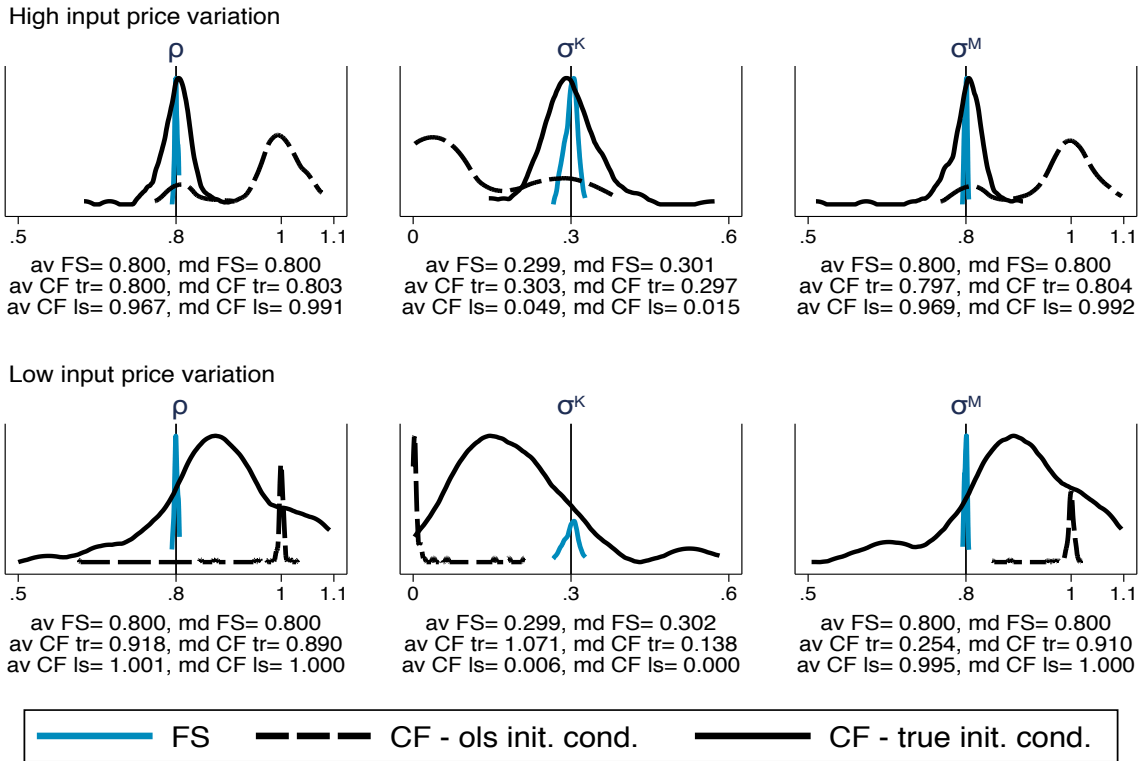 High input price variation
ρ σᴷ σᴹ
.5 .8 1 1.1 0 .3 .6 .5 .8 1 1.1
av FS= 0.800, md FS= 0.800
av CF tr= 0.800, md CF tr= 0.803
av CF ls= 0.967, md CF ls= 0.991
av FS= 0.299, md FS= 0.301
av CF tr= 0.303, md CF tr= 0.297
av CF ls= 0.049, md CF ls= 0.015
av FS= 0.800, md FS= 0.800
av CF tr= 0.797, md CF tr= 0.804
av CF ls= 0.969, md CF ls= 0.992
Low input price variation
ρ σᴷ σᴹ
.5 .8 1 1.1 0 .3 .6 .5 .8 1 1.1
av FS= 0.800, md FS= 0.800
av CF tr= 0.918, md CF tr= 0.890
av CF ls= 1.001, md CF ls= 1.000
av FS= 0.299, md FS= 0.302
av CF tr= 1.071, md CF tr= 0.138
av CF ls= 0.006, md CF ls= 0.000
av FS= 0.800, md FS= 0.800
av CF tr= 0.254, md CF tr= 0.910
av CF ls= 0.995, md CF ls= 1.000
FS CF - ols init. cond. CF - true init. cond.